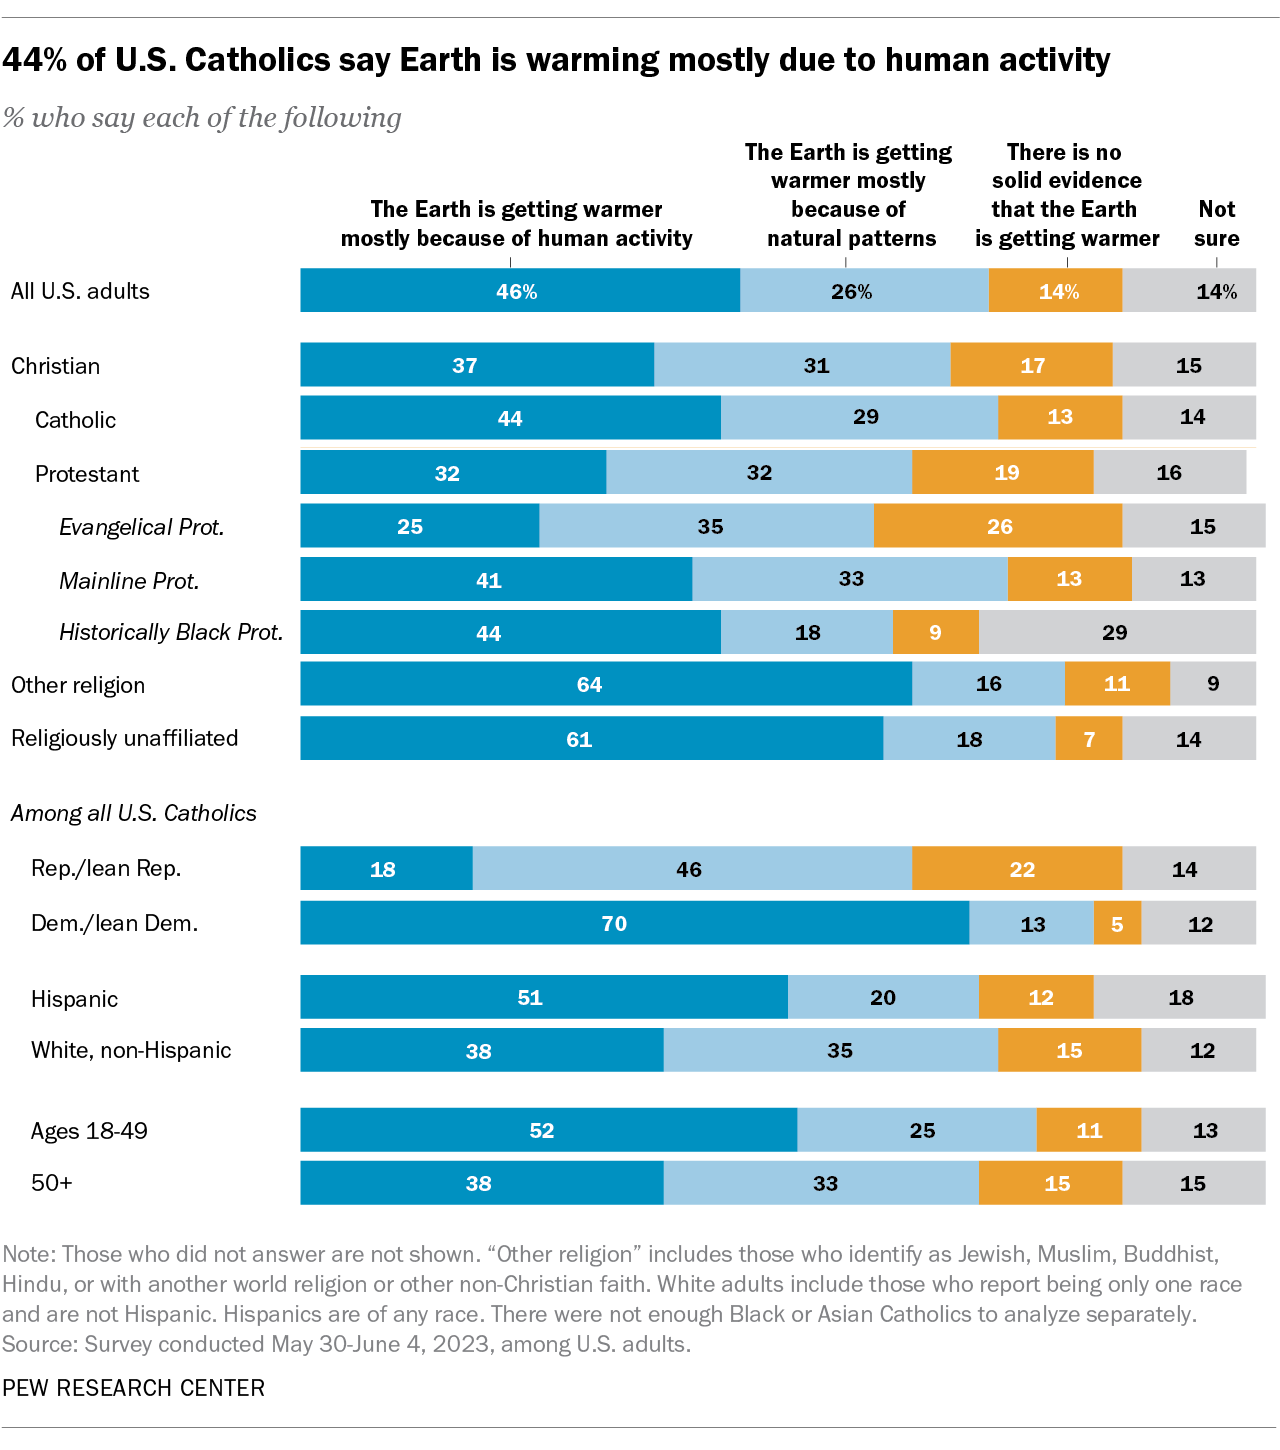 44% of U.S. Catholics say Earth is warming mostly due to human activity
% who say each of the following
The Earth is getting warmer
mostly because of human activity
The Earth is getting
warmer mostly
because of
natural patterns
There is no
solid evidence
that the Earth
is getting warmer
Not
sure
All U.S. adults 46% 26% 14% 14%
Christian 37 31 17 15
Catholic 44 29 13 14
Protestant 32 32 19 16
Evangelical Prot. 25 35 26 15
Mainline Prot. 41 33 13 13
Historically Black Prot. 44 18 9 29
Other religion 64 16 11 9
Religiously unaffiliated 61 18 7 14
Among all U.S. Catholics
Rep./lean Rep. 18 46 22 14
Dem./lean Dem. 70 13 5 12
Hispanic 51 20 12 18
White, non-Hispanic 38 35 15 12
Ages 18-49 52 25 11 13
50+ 38 33 15 15
Note: Those who did not answer are not shown. “Other religion” includes those who identify as Jewish, Muslim, Buddhist,
Hindu, or with another world religion or other non-Christian faith. White adults include those who report being only one race
and are not Hispanic. Hispanics are of any race. There were not enough Black or Asian Catholics to analyze separately.
Source: Survey conducted May 30-June 4, 2023, among U.S. adults.
PEW RESEARCH CENTER